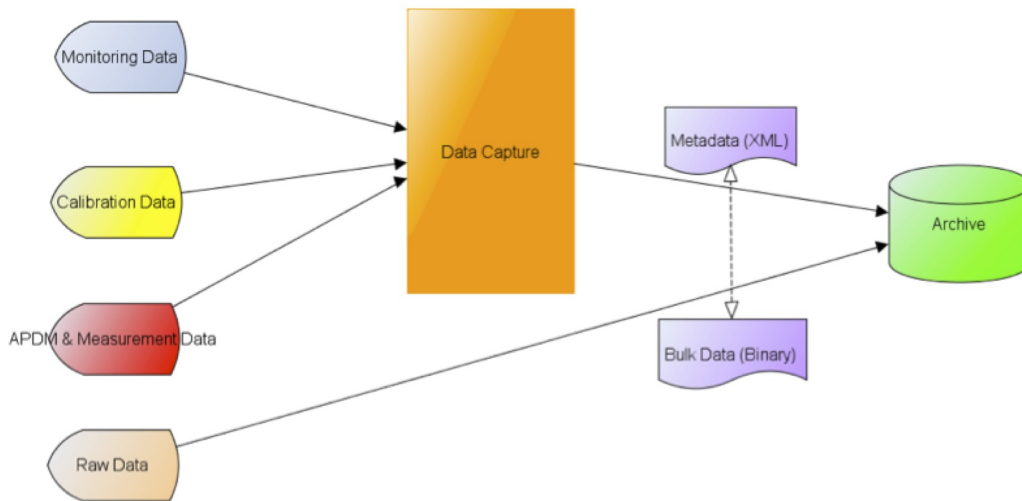 Monitoring Data
Data Capture
Metadata (XML)
Calibration Data
Archive
APDM & Measurement Data
Bulk Data (Binary)
Raw Data